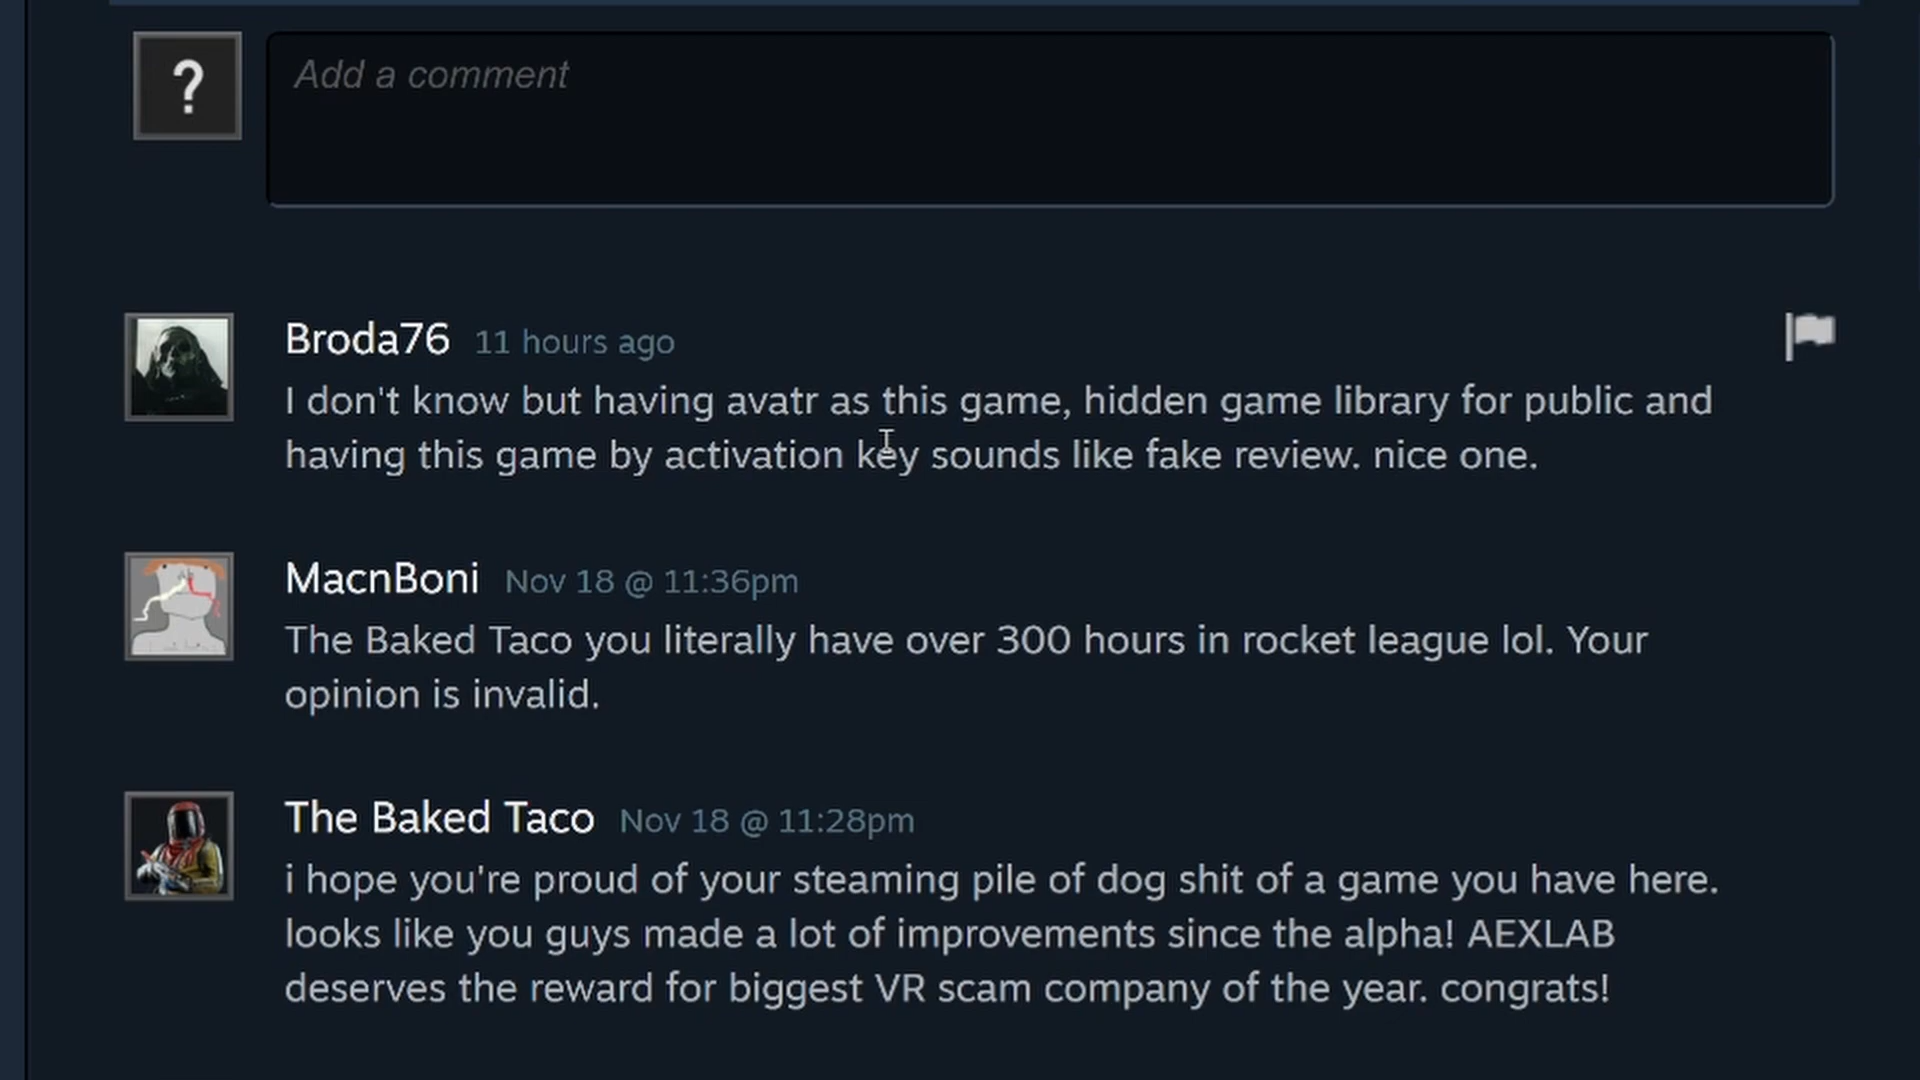 ?
Add a comment
Broda76 11 hours ago
I don't know but having avatr as this game, hidden game library for public and
having this game by activation key sounds like fake review. nice one.
MacnBoni Nov 18 @ 11:36pm
The Baked Taco you literally have over 300 hours in rocket league lol. Your
opinion is invalid.
The Baked Taco Nov 18 @ 11:28pm
i hope you're proud of your steaming pile of dog shit of a game you have here.
looks like you guys made a lot of improvements since the alpha! AEXLAB
deserves the reward for biggest VR scam company of the year. congrats!